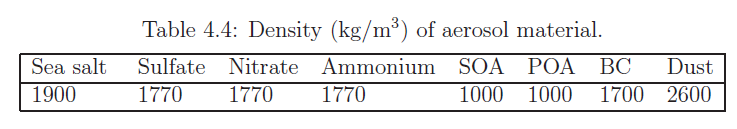 Table 4.4: Density (kg/m³) of aerosol material.
Sea salt Sulfate Nitrate Ammonium SOA POA BC Dust
1900 1770 1770 1770 1000 1000 1700 2600